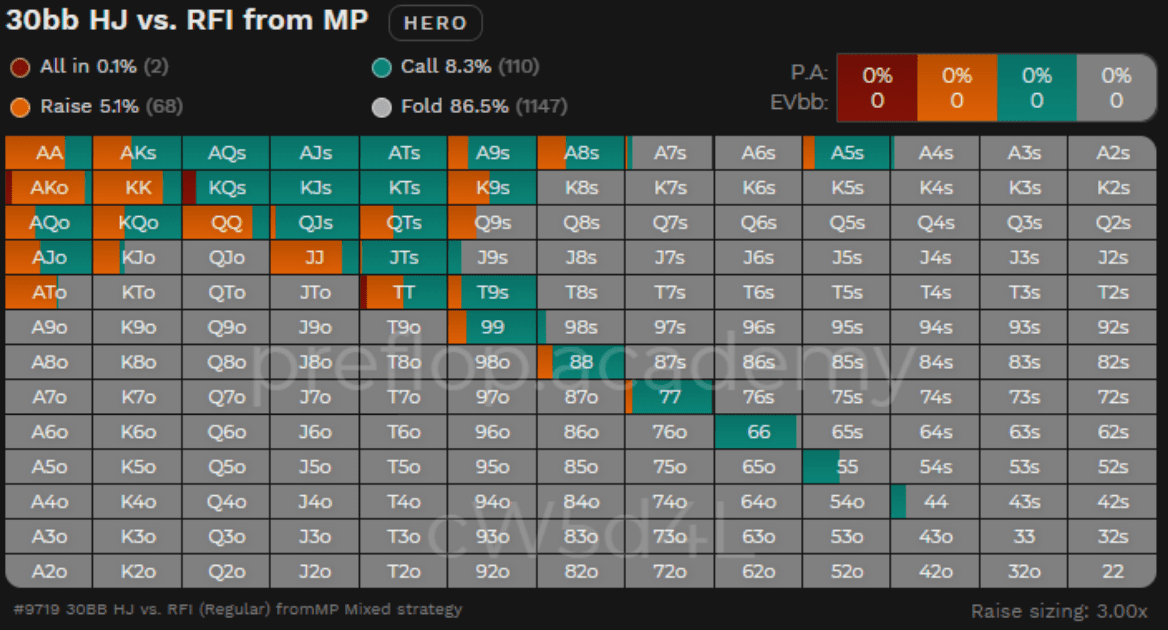 30bb HJ vs. RFI from MP HERO
All in 0.1% (2) Call 8.3% (110)
Raise 5.1% (68) Fold 86.5% (1147)
P.A: 0% 0% 0% 0%
EVbb: 0 0 0 0
AA AKs AQs AJs ATs A9s A8s A7s A6s A5s A4s A3s A2s
AKo KK KQs KJs KTs K9s K8s K7s K6s K5s K4s K3s K2s
AQo KQo QQ QJs QTs Q9s Q8s Q7s Q6s Q5s Q4s Q3s Q2s
AJo KJo QJo JJ JTs J9s J8s J7s J6s J5s J4s J3s J2s
ATo KTo QTo JTo TT T9s T8s T7s T6s T5s T4s T3s T2s
A9o K9o Q9o J9o T9o 99 98s 97s 96s 95s 94s 93s 92s
A8o K8o Q8o J8o T8o 98o 88 87s 86s 85s 84s 83s 82s
preflop.academy
A7o K7o Q7o J7o T7o 97o 87o 77 76s 75s 74s 73s 72s
A6o K6o Q6o J6o T6o 96o 86o 76o 66 65s 64s 63s 62s
A5o K5o Q5o J5o T5o 95o 85o 75o 65o 55 54s 53s 52s
A4o K4o Q4o J4o T4o 94o 84o 74o 64o 54o 44 43s 42s
cW5d4L
A3o K3o Q3o J3o T3o 93o 83o 73o 63o 53o 43o 33 32s
A2o K2o Q2o J2o T2o 92o 82o 72o 62o 52o 42o 32o 22
#9719 30BB HJ vs. RFI (Regular) fromMP Mixed strategy
Raise sizing: 3.00x